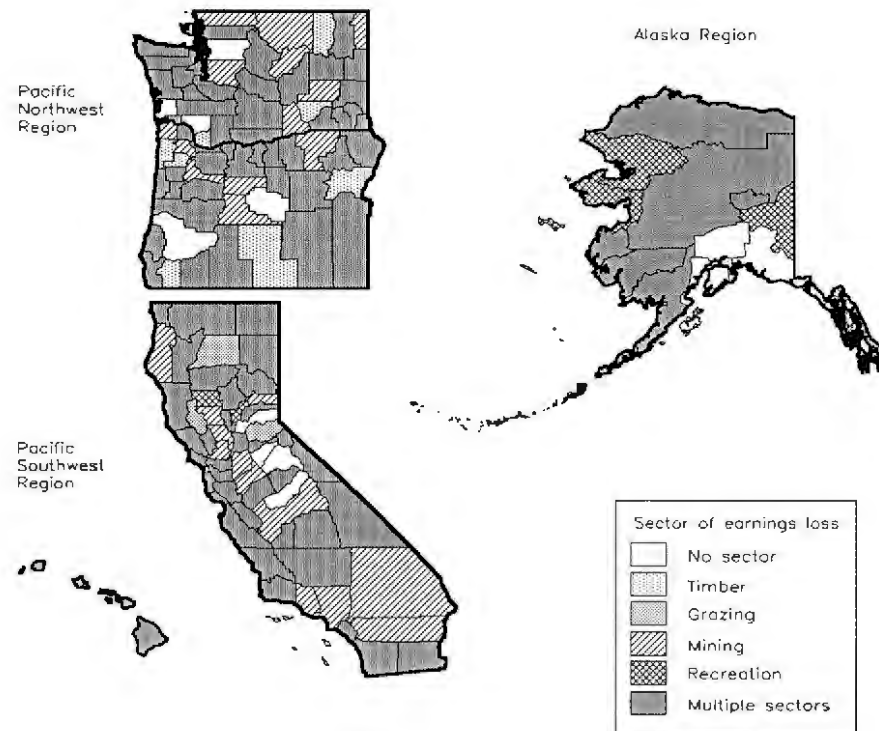 Alaska Region
Pacific
Northwest
Region
Pacific
Southwest
Region
Sector of earnings loss
No sector
Timber
Grazing
Mining
Recreation
Multiple sectors